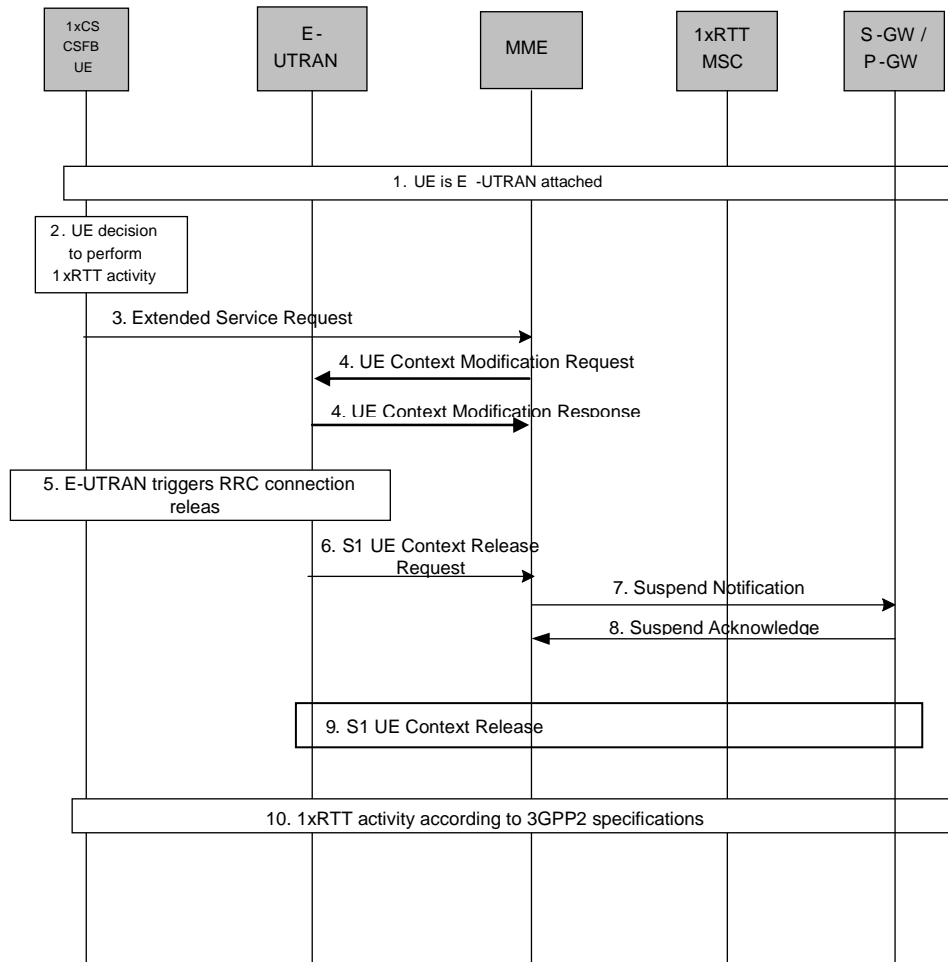 1xCS
CSFB
UE
E-
UTRAN
MME
1xRTT
MSC
S-GW /
P-GW
1. UE is E -UTRAN attached
2. UE decision
to perform
1xRTT activity
3. Extended Service Request
4. UE Context Modification Request
4. UE Context Modification Response
5. E-UTRAN triggers RRC connection
releas
6. S1 UE Context Release
Request
7. Suspend Notification
8. Suspend Acknowledge
9. S1 UE Context Release
10. 1xRTT activity according to 3GPP2 specifications